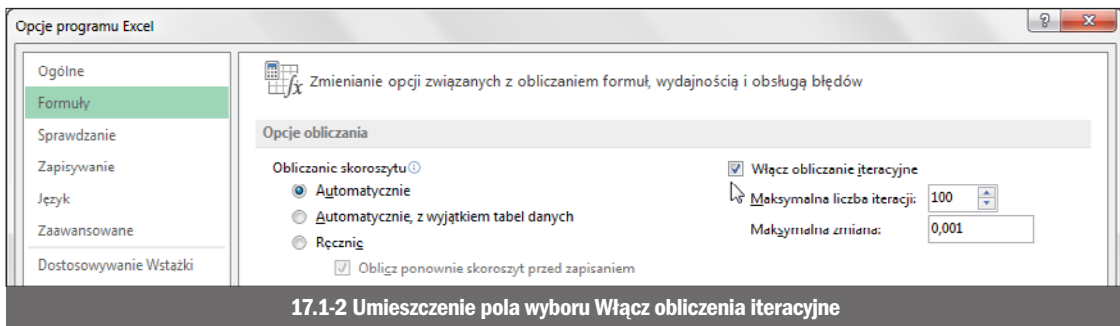 Opcje programu Excel
Ogólne
Formuły
Sprawdzanie
Zapisywanie
Język
Zaawansowane
Dostosowywanie Wstążki
Zmienianie opcji związanych z obliczaniem formuł, wydajnością i obsługą błędów
Opcje obliczania
Obliczanie skoroszytu
Automatycznie
Automatycznie, z wyjątkiem tabel danych
Ręcznie
Oblicz ponownie skoroszyt przed zapisaniem
Włącz obliczanie iteracyjne
Maksymalna liczba iteracji: 100
Maksymalna zmiana: 0,001
17.1-2 Umieszczenie pola wyboru Włącz obliczenia iteracyjne